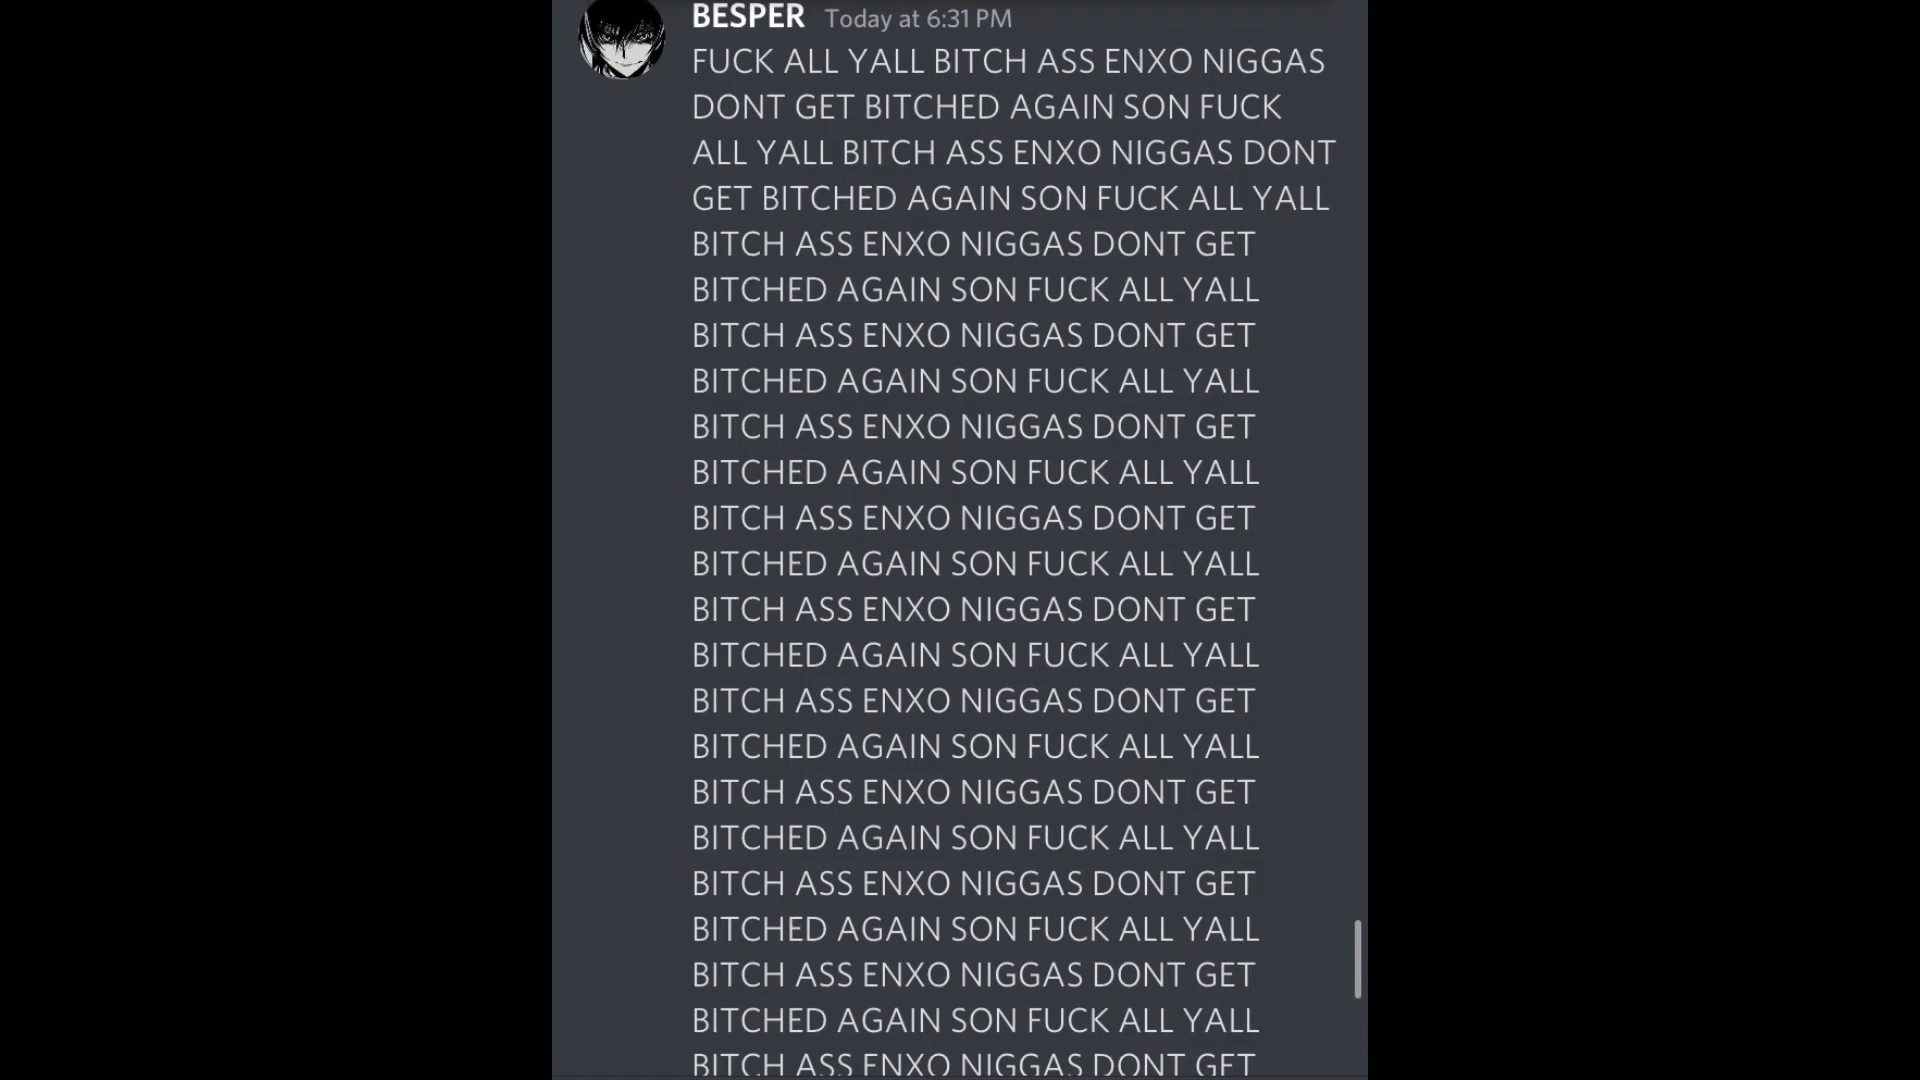 BESPER Today at 6:31 PM
FUCK ALL YALL BITCH ASS ENXO NIGGAS
DONT GET BITCHED AGAIN SON FUCK
ALL YALL BITCH ASS ENXO NIGGAS DONT
GET BITCHED AGAIN SON FUCK ALL YALL
BITCH ASS ENXO NIGGAS DONT GET
BITCHED AGAIN SON FUCK ALL YALL
BITCH ASS ENXO NIGGAS DONT GET
BITCHED AGAIN SON FUCK ALL YALL
BITCH ASS ENXO NIGGAS DONT GET
BITCHED AGAIN SON FUCK ALL YALL
BITCH ASS ENXO NIGGAS DONT GET
BITCHED AGAIN SON FUCK ALL YALL
BITCH ASS ENXO NIGGAS DONT GET
BITCHED AGAIN SON FUCK ALL YALL
BITCH ASS ENXO NIGGAS DONT GET
BITCHED AGAIN SON FUCK ALL YALL
BITCH ASS ENXO NIGGAS DONT GET
BITCHED AGAIN SON FUCK ALL YALL
BITCH ASS ENXO NIGGAS DONT GET
BITCHED AGAIN SON FUCK ALL YALL
BITCH ASS ENXO NIGGAS DONT GET
BITCHED AGAIN SON FUCK ALL YALL
BITCH ASS ENXO NIGGAS DONT GET